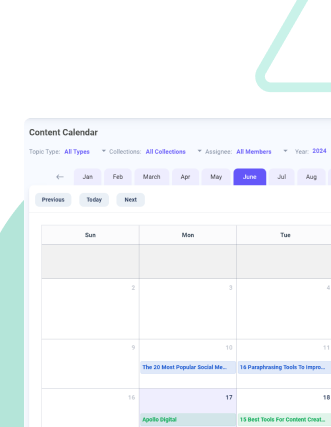 Content Calendar
Topic Type: All Types Collections: All Collections Assignee: All Members Year: 2024
← Jan Feb March Apr May June Jul Aug
Previous Today Next
Sun Mon Tue
2 3 4
9 10 11
The 20 Most Popular Social Me... 16 Paraphrasing Tools To Impro...
16 17 18
Apollo Digital 15 Best Tools For Content Creat...